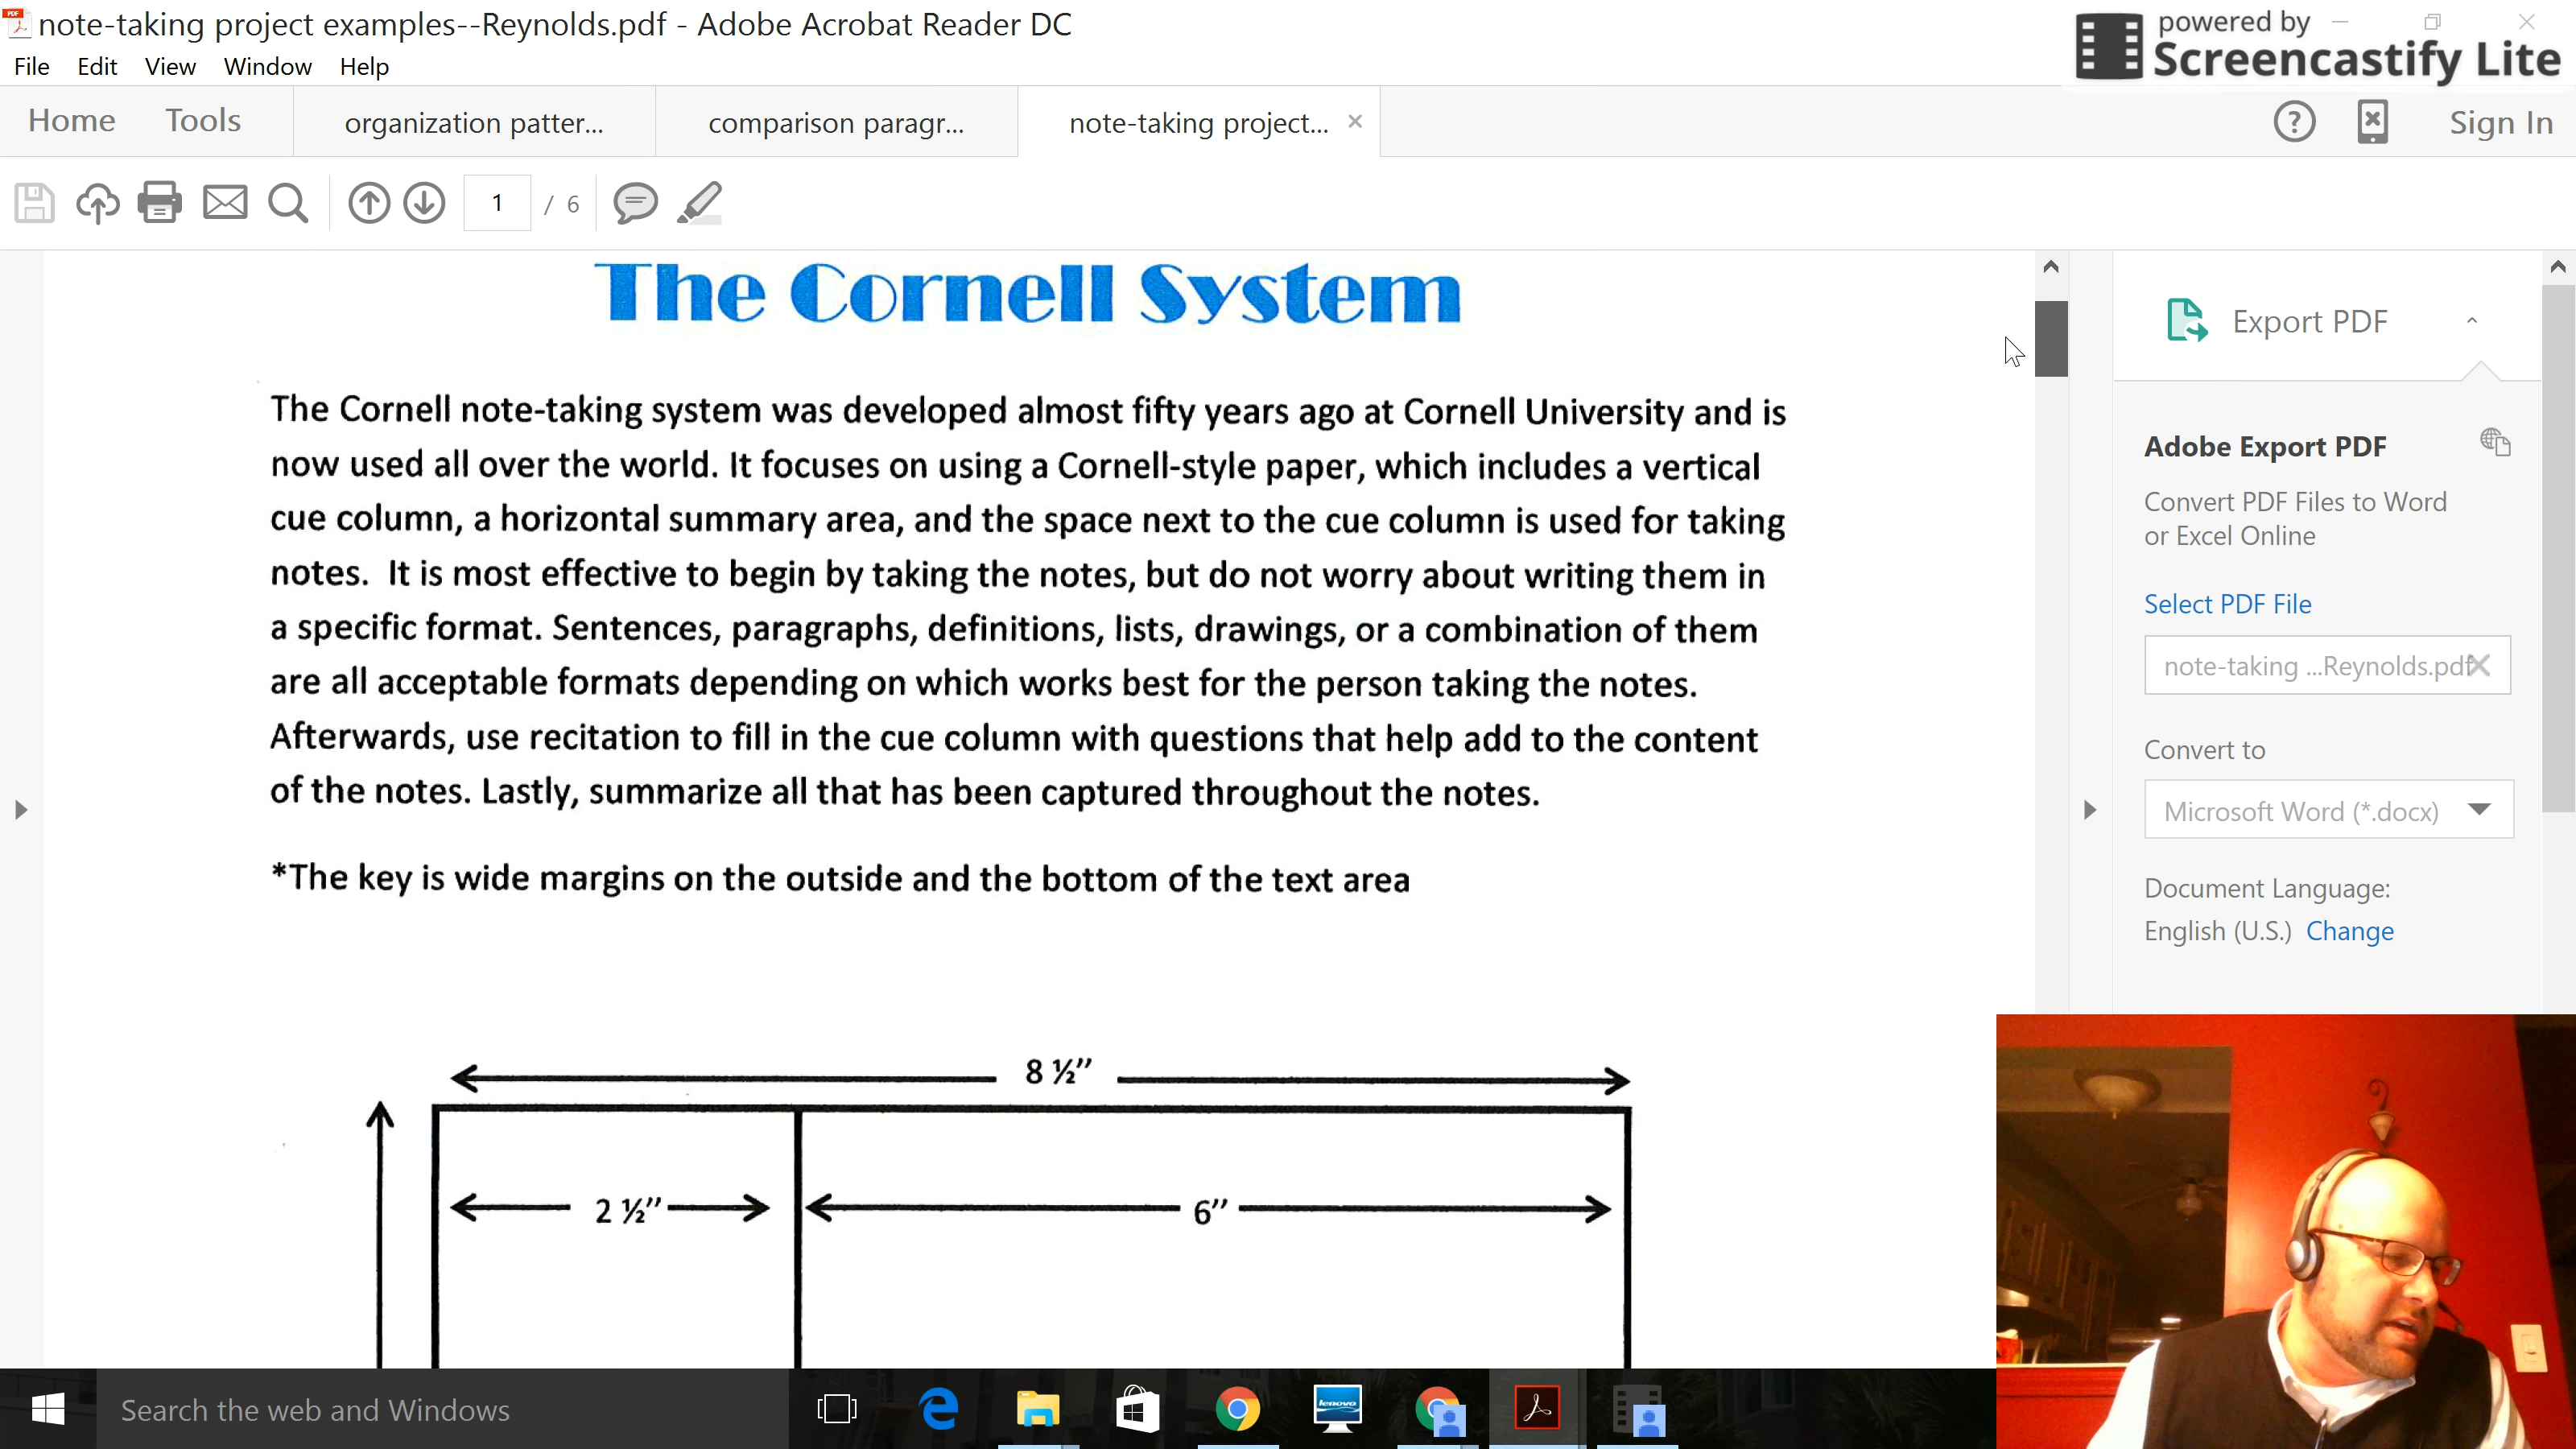 note-taking project examples--Reynolds.pdf - Adobe Acrobat Reader DC
powered by
Screencastify Lite
File Edit View Window Help
Home Tools organization patter... comparison paragr... note-taking project... Sign In
1 / 6
The Cornell System
The Cornell note-taking system was developed almost fifty years ago at Cornell University and is
now used all over the world. It focuses on using a Cornell-style paper, which includes a vertical
cue column, a horizontal summary area, and the space next to the cue column is used for taking
notes. It is most effective to begin by taking the notes, but do not worry about writing them in
a specific format. Sentences, paragraphs, definitions, lists, drawings, or a combination of them
are all acceptable formats depending on which works best for the person taking the notes.
Afterwards, use recitation to fill in the cue column with questions that help add to the content
of the notes. Lastly, summarize all that has been captured throughout the notes.
*The key is wide margins on the outside and the bottom of the text area
8 ½”
2 ½” 6”
Export PDF
Adobe Export PDF
Convert PDF Files to Word
or Excel Online
Select PDF File
note-taking ...Reynolds.pdf
Convert to
Microsoft Word (*.docx)
Document Language:
English (U.S.) Change
Search the web and Windows
lenovo